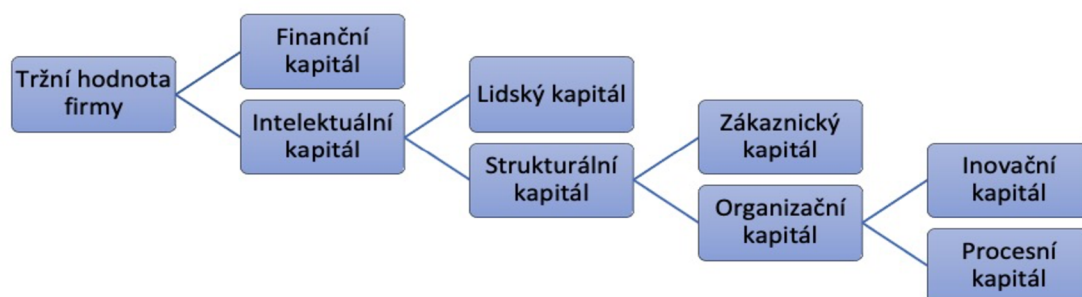 Tržní hodnota
firmy
Finanční
kapitál
Intelektuální
kapitál
Lidský kapitál
Strukturální
kapitál
Zákaznický
kapitál
Organizační
kapitál
Inovační
kapitál
Procesní
kapitál